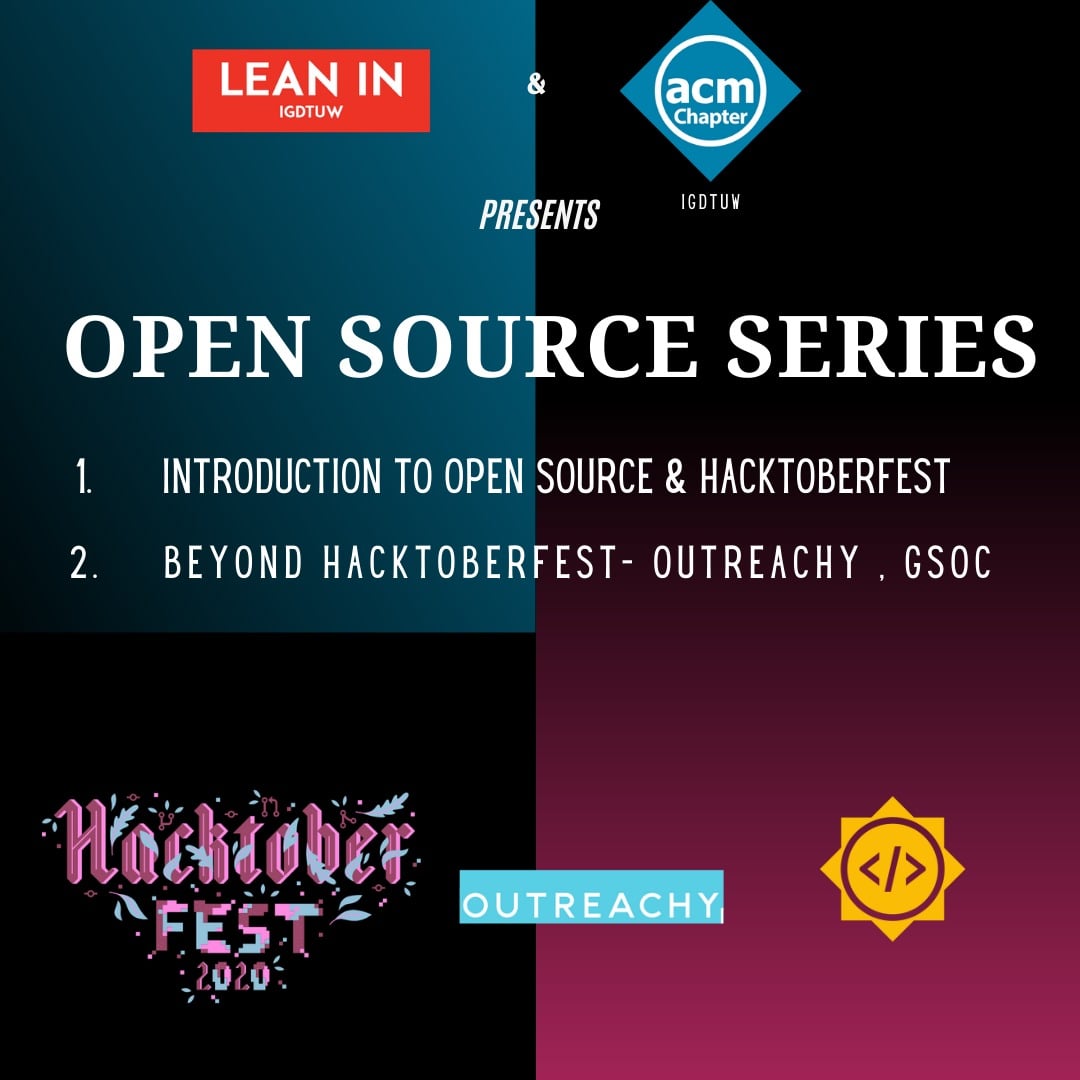 LEAN IN
IGDTUW
&
acm
Chapter
IGDTUW
PRESENTS
OPEN SOURCE SERIES
1. INTRODUCTION TO OPEN SOURCE & HACKTOBERFEST
2. BEYOND HACKTOBERFEST- OUTREACHY , GSOC
Hacktober
FEST
2020
OUTREACHY
</>